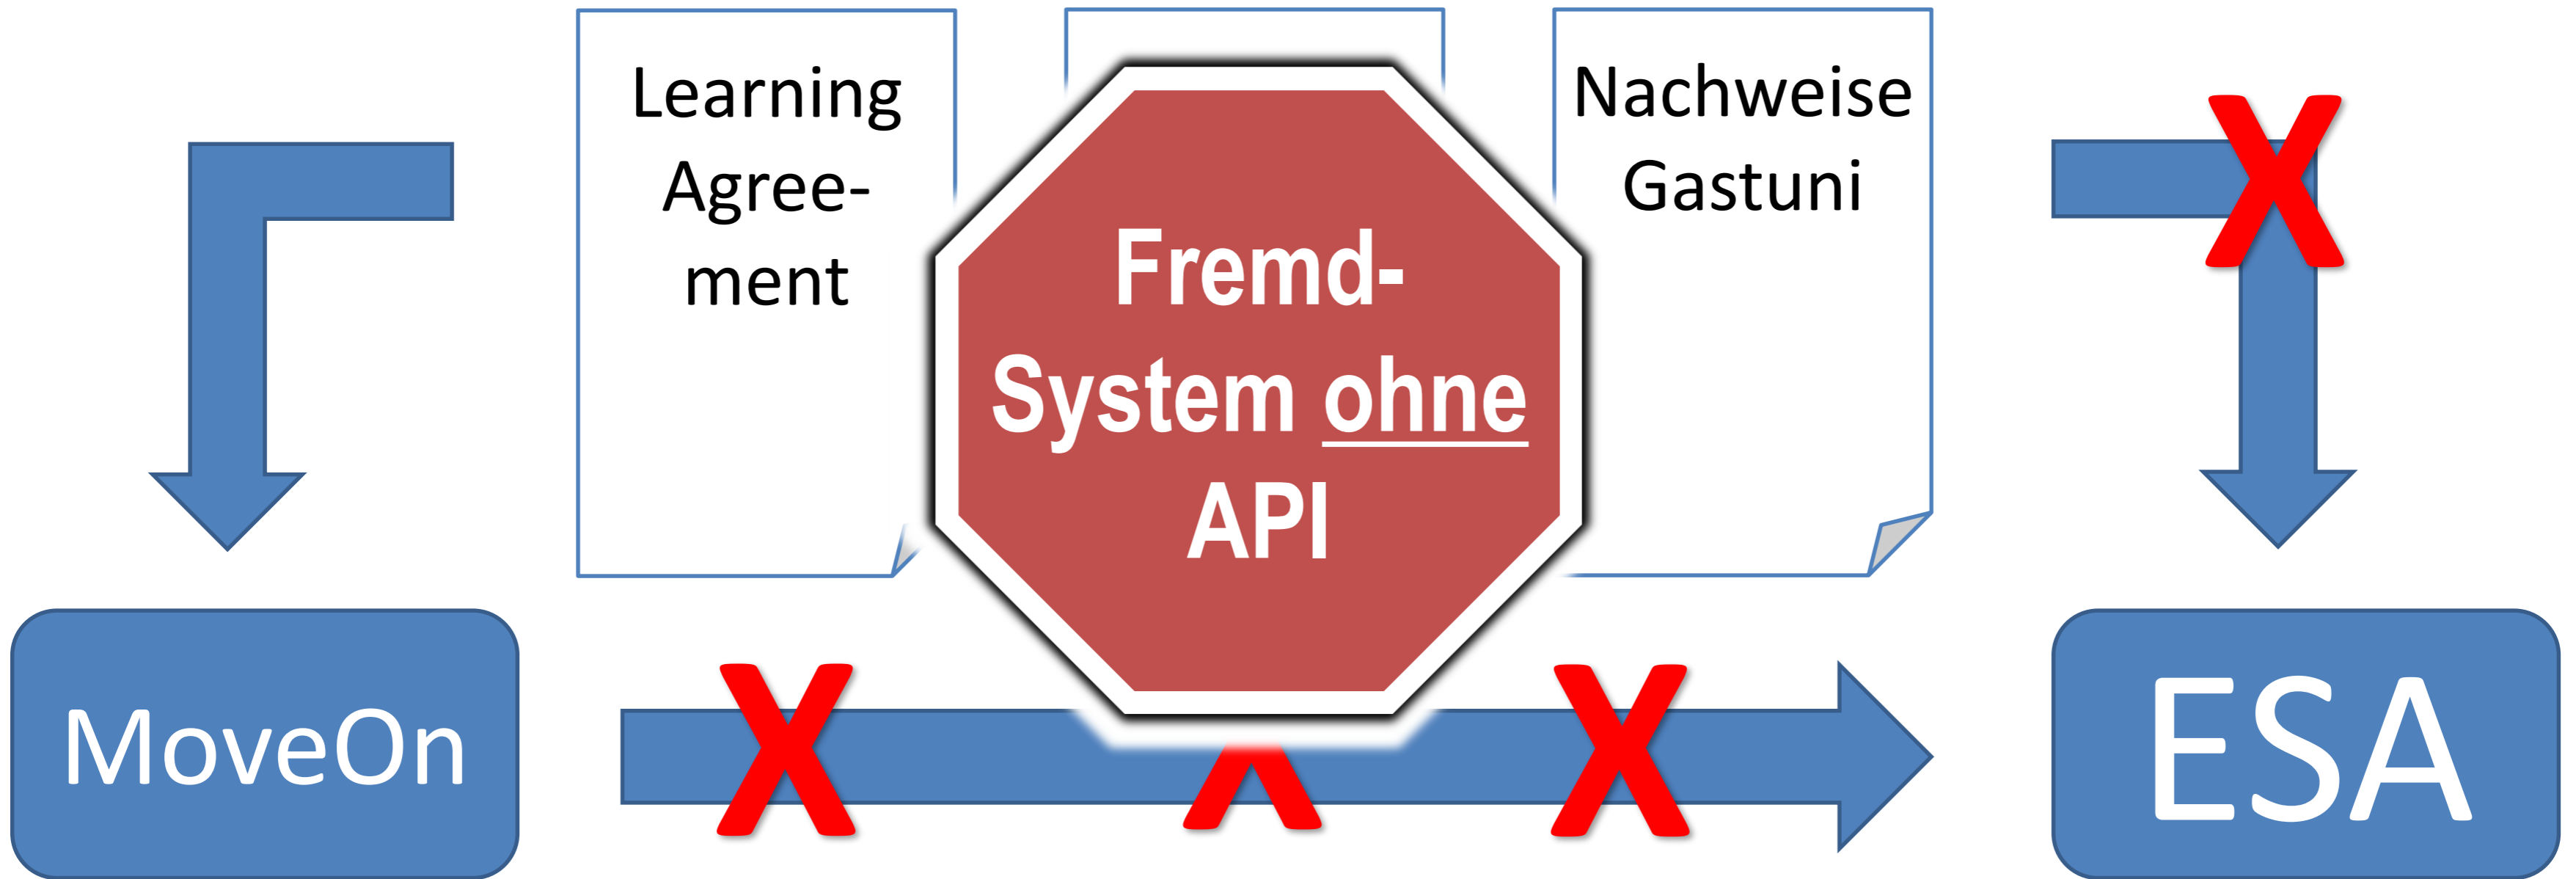 Learning
Agree-
ment
Fremd-
System ohne
API
Nachweise
Gastuni
X
MoveOn
X
X
X
ESA